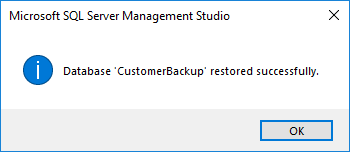 Microsoft SQL Server Management Studio
Database 'CustomerBackup' restored successfully.
OK